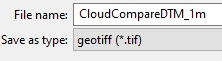 File name: CloudCompareDTM_1m
Save as type: geotiff (*.tif)